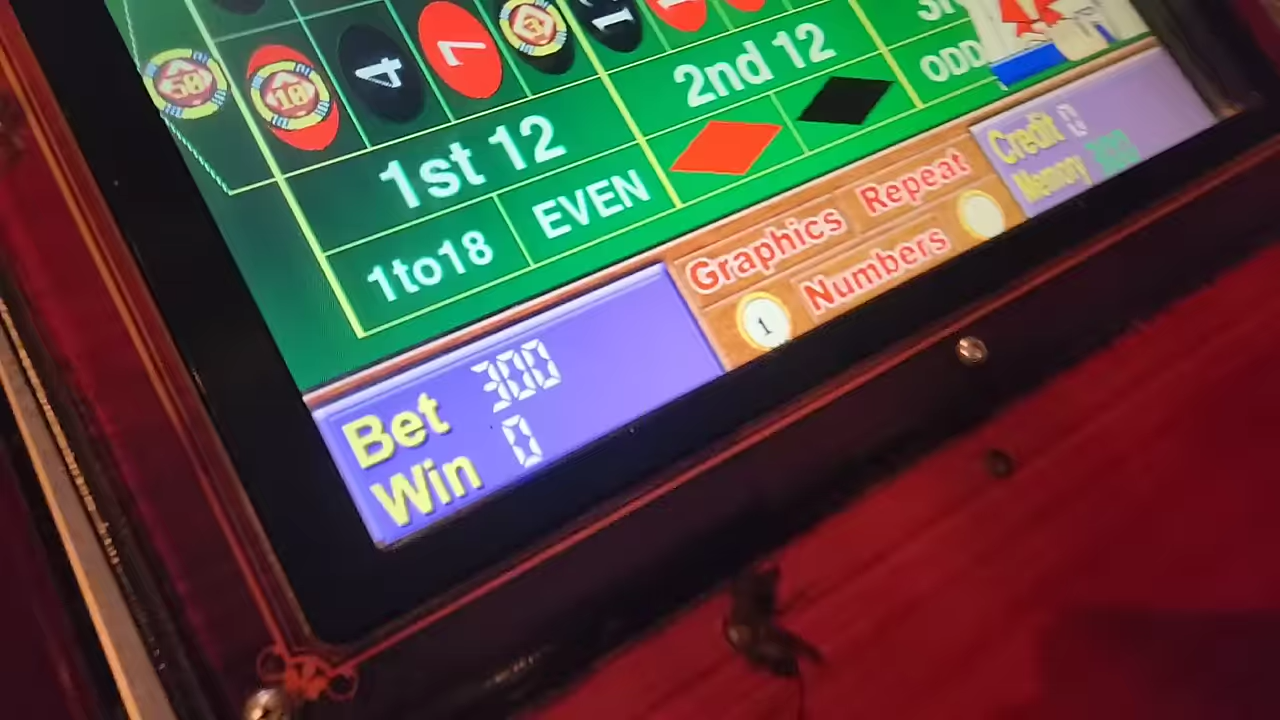 50
10
4
7
2nd 12
ODD
1st 12
1to18
EVEN
Graphics
Repeat
1
Numbers
Credit 0
Memory
Bet 300
Win 0